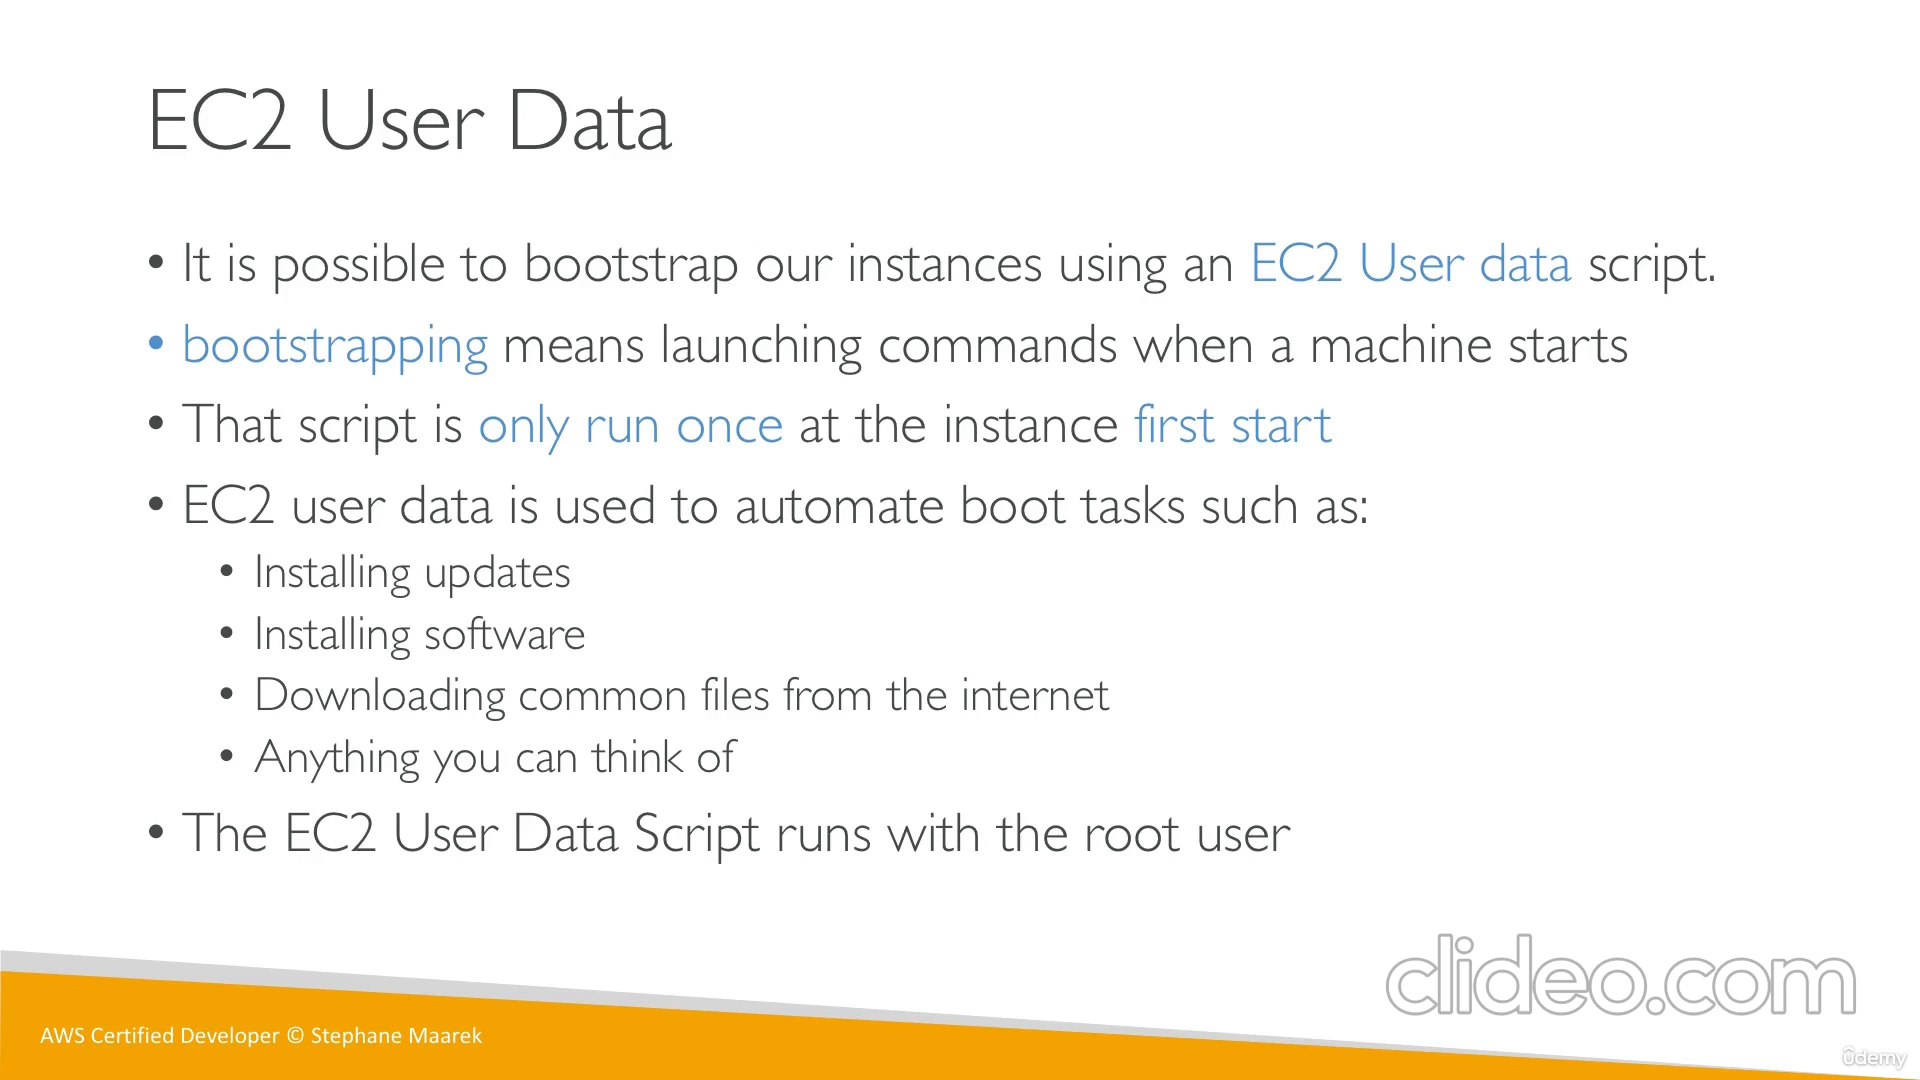 EC2 User Data
• It is possible to bootstrap our instances using an EC2 User data script.
• bootstrapping means launching commands when a machine starts
• That script is only run once at the instance first start
• EC2 user data is used to automate boot tasks such as:
• Installing updates
• Installing software
• Downloading common files from the internet
• Anything you can think of
• The EC2 User Data Script runs with the root user
clideo.com
AWS Certified Developer © Stephane Maarek
ûdemy